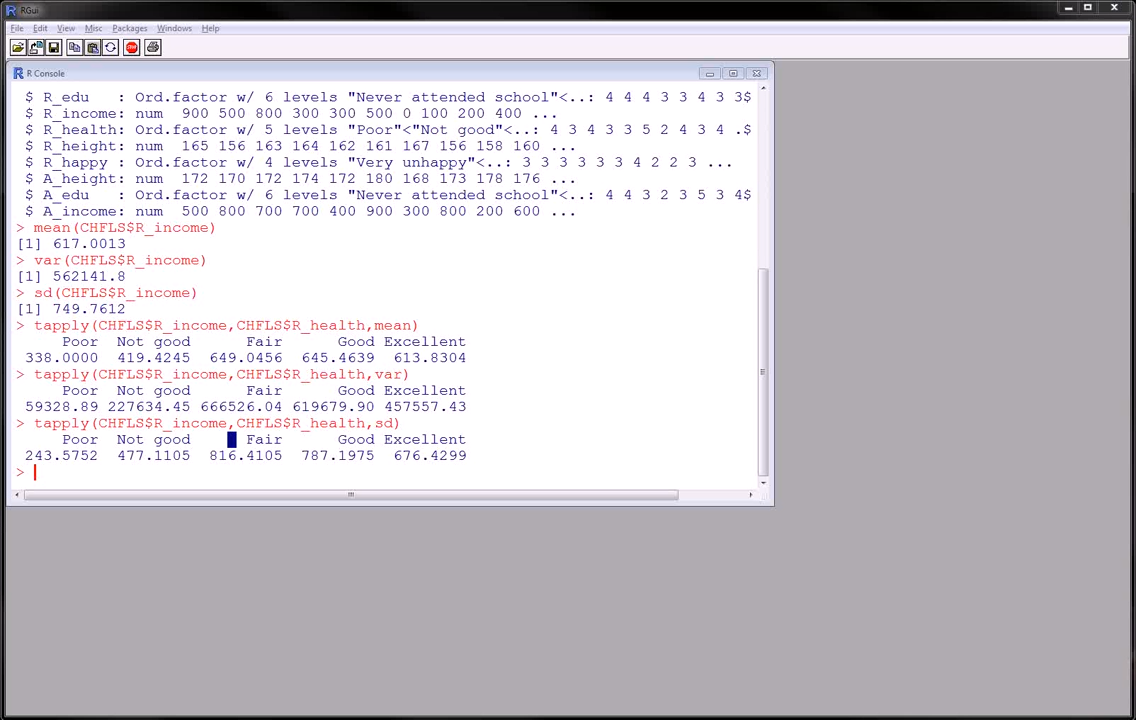 RGui
File Edit View Misc Packages Windows Help
STOP
R Console
$ R_edu   : Ord.factor w/ 6 levels "Never attended school"<..: 4 4 4 3 3 4 3 3$
$ R_income: num  900 500 800 300 300 500 0 100 200 400 ...
$ R_health: Ord.factor w/ 5 levels "Poor"<"Not good"<..: 4 3 4 3 3 5 2 4 3 4 .$
$ R_height: num  165 156 163 164 162 161 167 156 158 160 ...
$ R_happy : Ord.factor w/ 4 levels "Very unhappy"<..: 3 3 3 3 3 3 4 2 2 3 ...
$ A_height: num  172 170 172 174 172 180 168 173 178 176 ...
$ A_edu   : Ord.factor w/ 6 levels "Never attended school"<..: 4 4 3 2 3 5 3 4$
$ A_income: num  500 800 700 700 400 900 300 800 200 600 ...
> mean(CHFLS$R_income)
[1] 617.0013
> var(CHFLS$R_income)
[1] 562141.8
> sd(CHFLS$R_income)
[1] 749.7612
> tapply(CHFLS$R_income,CHFLS$R_health,mean)
Poor  Not good      Fair      Good Excellent
338.0000  419.4245  649.0456  645.4639  613.8304
> tapply(CHFLS$R_income,CHFLS$R_health,var)
Poor  Not good      Fair      Good Excellent
59328.89 227634.45 666526.04 619679.90 457557.43
> tapply(CHFLS$R_income,CHFLS$R_health,sd)
Poor  Not good      Fair      Good Excellent
243.5752  477.1105  816.4105  787.1975  676.4299
>